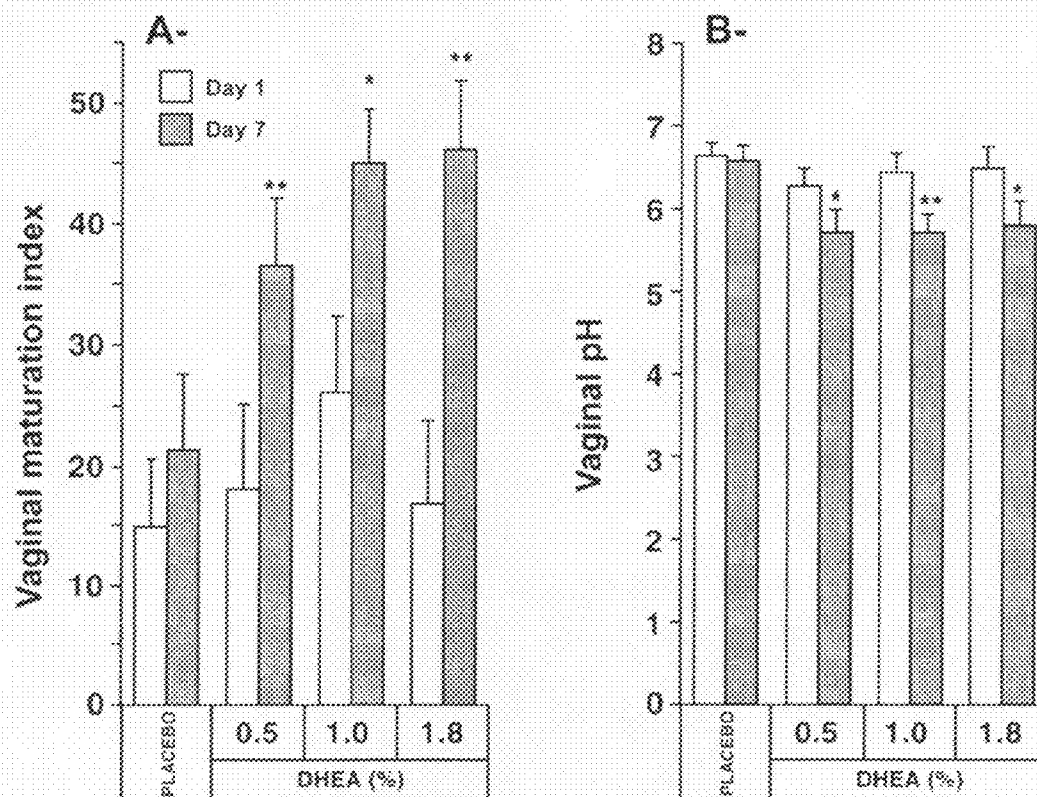 A-
Day 1
Day 7
**
*
**
50
40
30
20
10
0
Vaginal maturation index
PLACEBO
0.5
1.0
1.8
DHEA (%)
B-
8
7
6
5
4
3
2
1
0
*
**
*
Vaginal pH
PLACEBO
0.5
1.0
1.8
DHEA (%)